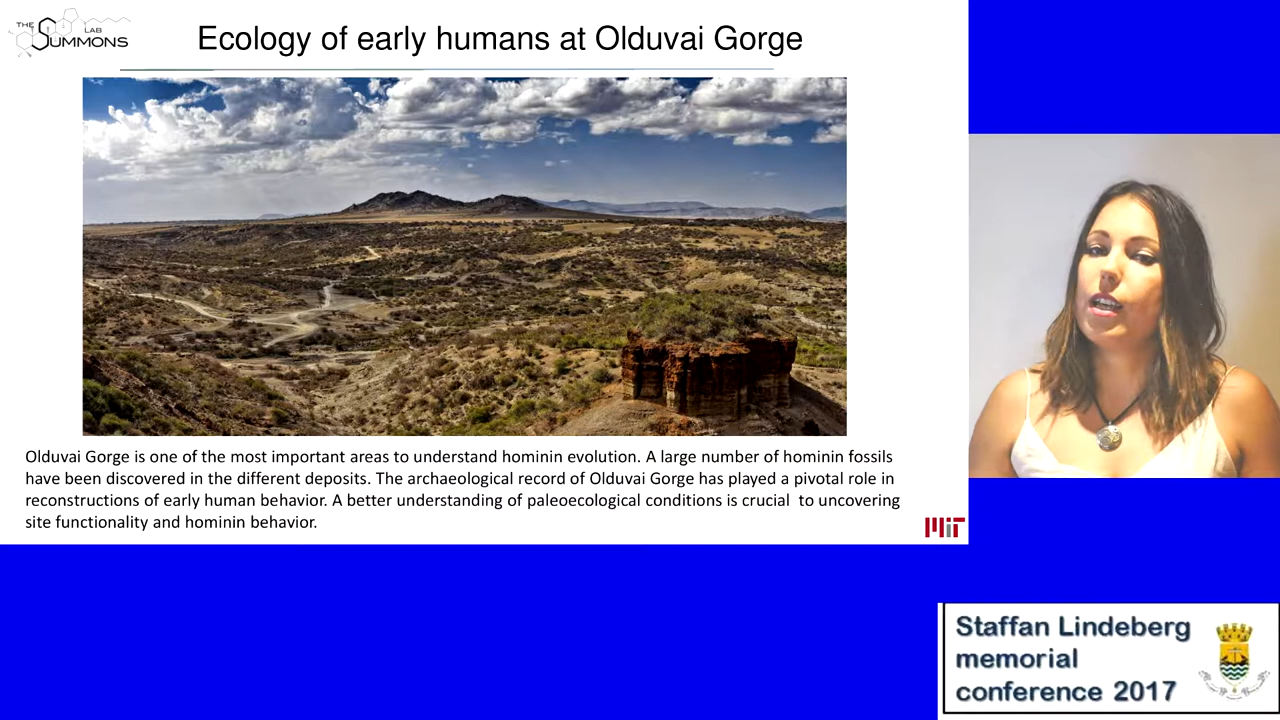 THE
SUMMONS
LAB
Ecology of early humans at Olduvai Gorge
Olduvai Gorge is one of the most important areas to understand hominin evolution. A large number of hominin fossils
have been discovered in the different deposits. The archaeological record of Olduvai Gorge has played a pivotal role in
reconstructions of early human behavior. A better understanding of paleoecological conditions is crucial  to uncovering
site functionality and hominin behavior.
MIT
Staffan Lindeberg
memorial
conference 2017